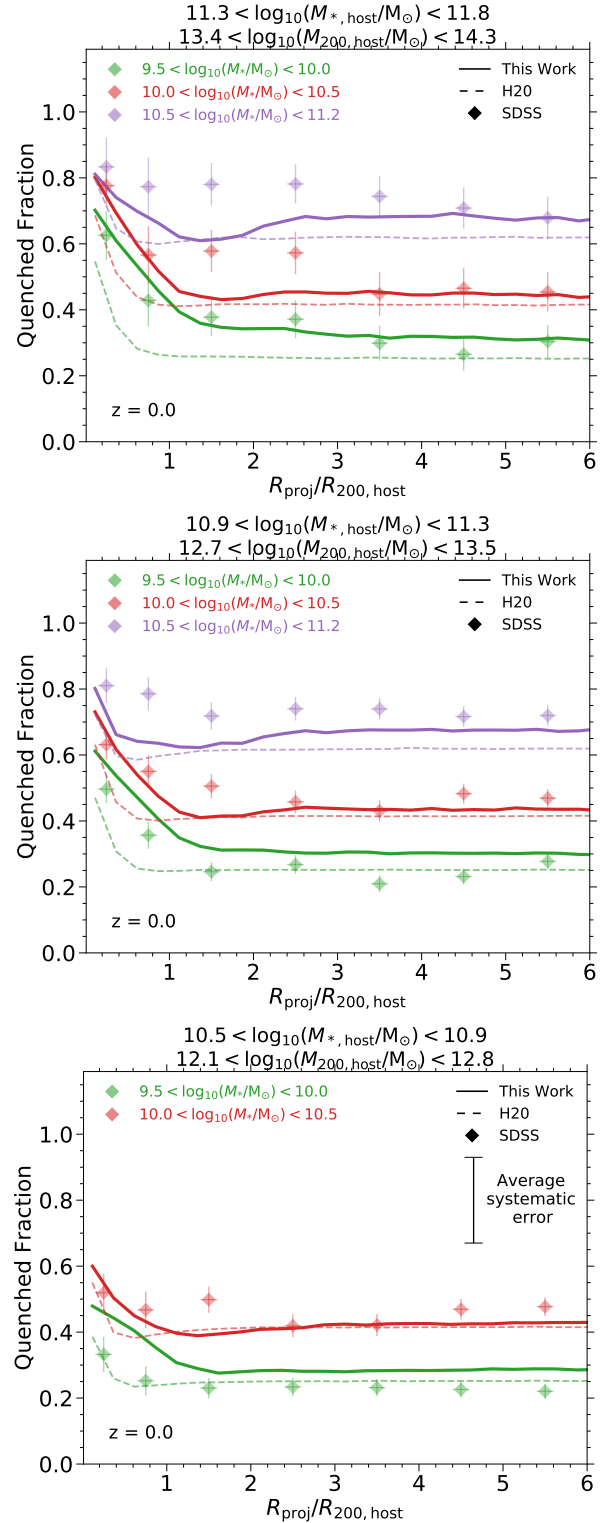 11.3 < log₁₀(M*,host/M⊙) < 11.8
13.4 < log₁₀(M₂₀₀,host/M⊙) < 14.3
9.5 < log₁₀(M*/M⊙) < 10.0
10.0 < log₁₀(M*/M⊙) < 10.5
10.5 < log₁₀(M*/M⊙) < 11.2
This Work
H20
SDSS
Quenched Fraction
1.0
0.8
0.6
0.4
0.2
0.0
z = 0.0
1 2 3 4 5 6
R_proj/R_200,host
10.9 < log₁₀(M*,host/M⊙) < 11.3
12.7 < log₁₀(M₂₀₀,host/M⊙) < 13.5
9.5 < log₁₀(M*/M⊙) < 10.0
10.0 < log₁₀(M*/M⊙) < 10.5
10.5 < log₁₀(M*/M⊙) < 11.2
This Work
H20
SDSS
Quenched Fraction
1.0
0.8
0.6
0.4
0.2
0.0
z = 0.0
1 2 3 4 5 6
R_proj/R_200,host
10.5 < log₁₀(M*,host/M⊙) < 10.9
12.1 < log₁₀(M₂₀₀,host/M⊙) < 12.8
9.5 < log₁₀(M*/M⊙) < 10.0
10.0 < log₁₀(M*/M⊙) < 10.5
This Work
H20
SDSS
Average
systematic
error
Quenched Fraction
1.0
0.8
0.6
0.4
0.2
0.0
z = 0.0
1 2 3 4 5 6
R_proj/R_200,host